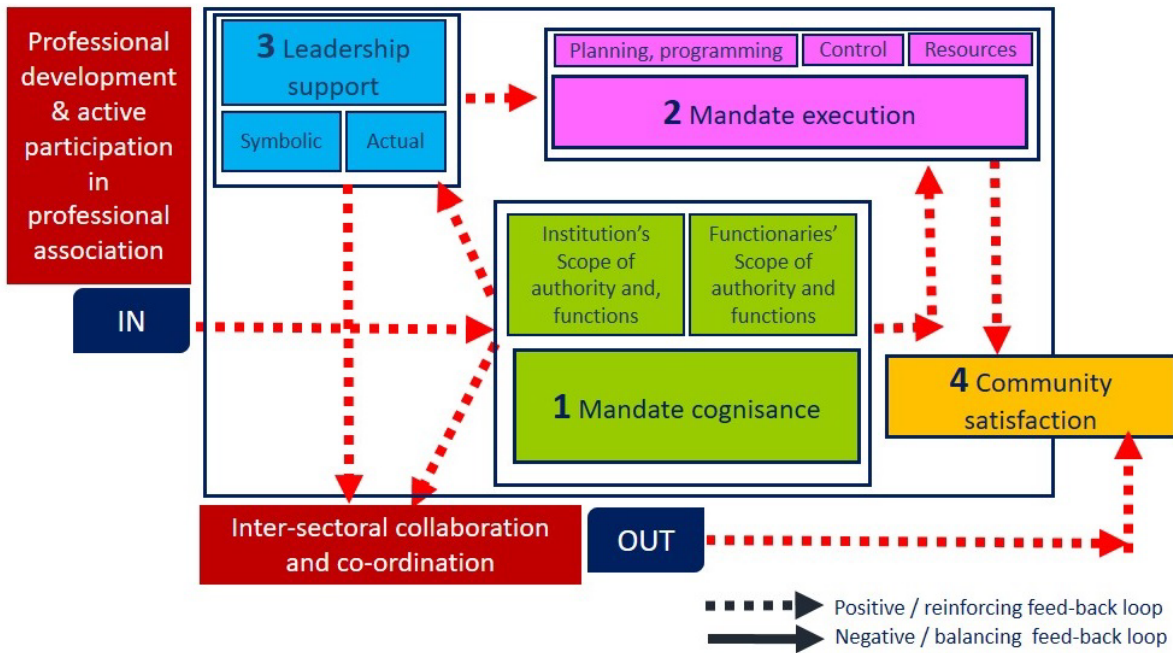 Professional
development
& active
participation
in
professional
association
IN
3 Leadership
support
Symbolic
Actual
Planning, programming
Control
Resources
2 Mandate execution
Institution's
Scope of
authority and,
functions
Functionaries'
Scope of
authority and
functions
1 Mandate cognisance
4 Community
satisfaction
Inter-sectoral collaboration
and co-ordination
OUT
Positive / reinforcing feed-back loop
Negative / balancing feed-back loop